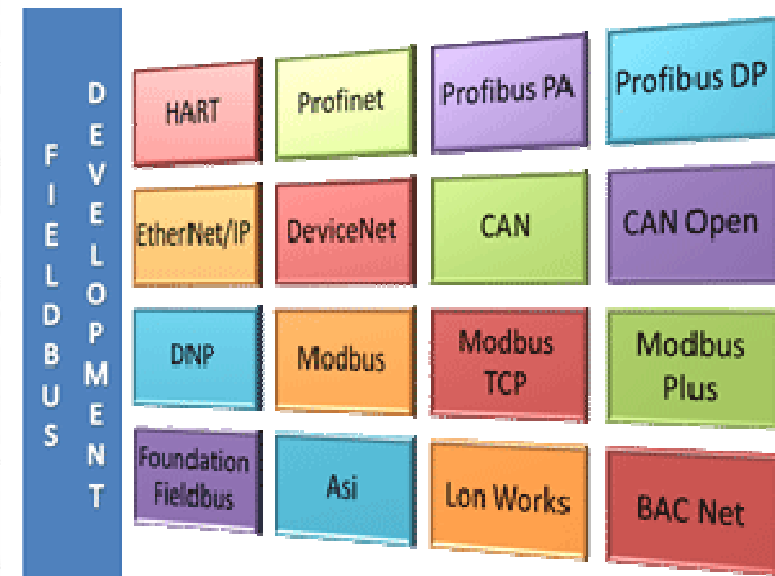 FIELDBUS
DEVELOPMENT
HART
Profinet
Profibus PA
Profibus DP
EtherNet/IP
DeviceNet
CAN
CAN Open
DNP
Modbus
Modbus
TCP
Modbus
Plus
Foundation
Fieldbus
Asi
Lon Works
BAC Net